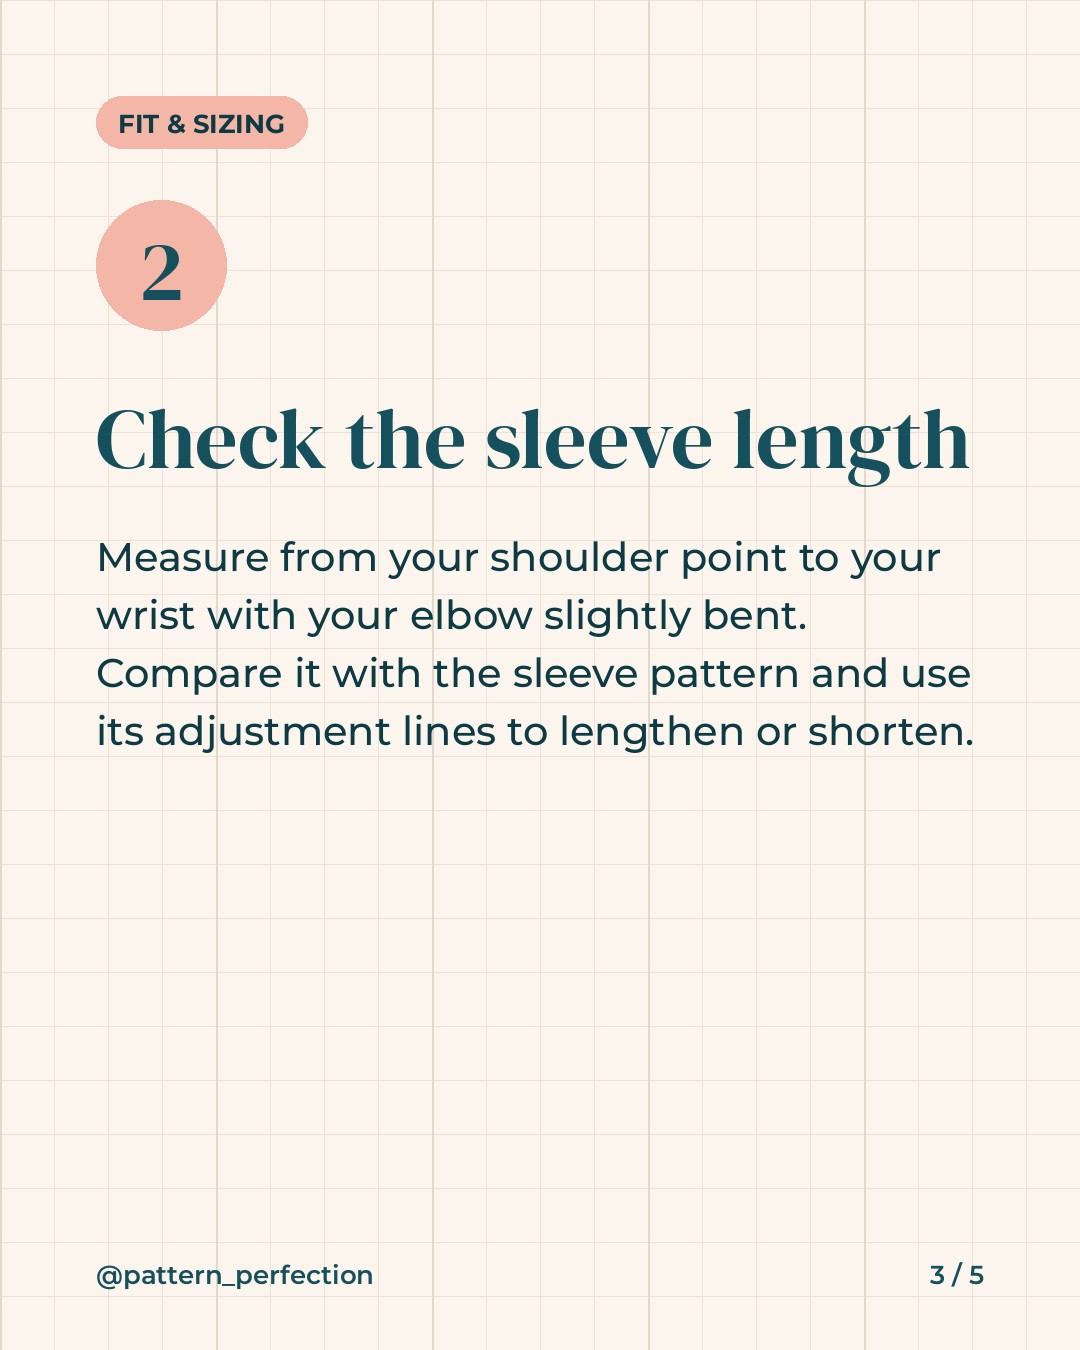 FIT & SIZING
2
Check the sleeve length
Measure from your shoulder point to your
wrist with your elbow slightly bent.
Compare it with the sleeve pattern and use
its adjustment lines to lengthen or shorten.
@pattern_perfection
3 / 5